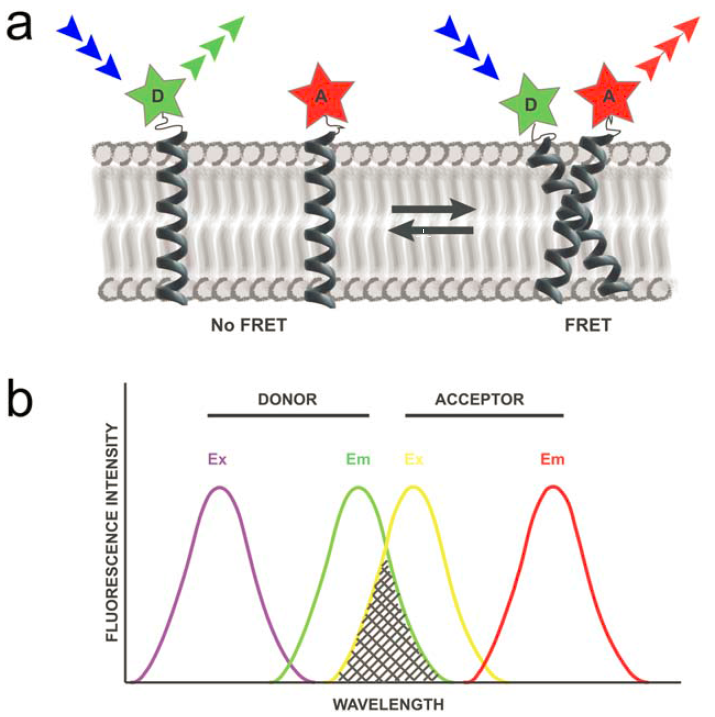 a
D
A
D
A
No FRET
FRET
b
DONOR
ACCEPTOR
Ex
Em
Ex
Em
FLUORESCENCE INTENSITY
WAVELENGTH